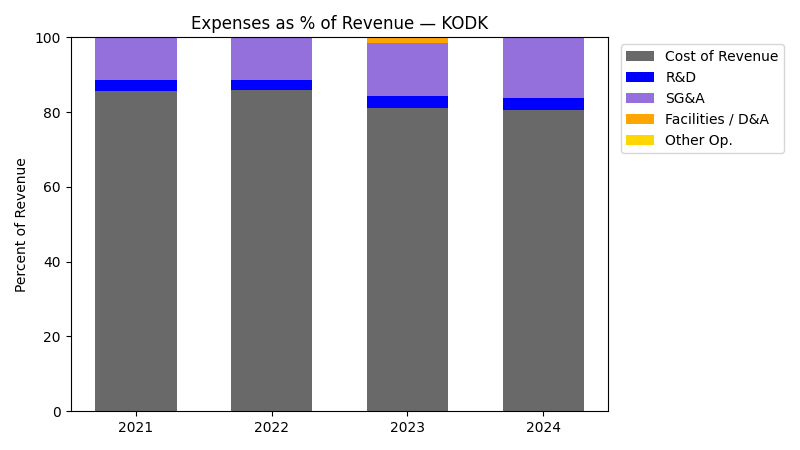 Expenses as % of Revenue — KODK
100
80
60
40
20
0
Percent of Revenue
2021
2022
2023
2024
Cost of Revenue
R&D
SG&A
Facilities / D&A
Other Op.